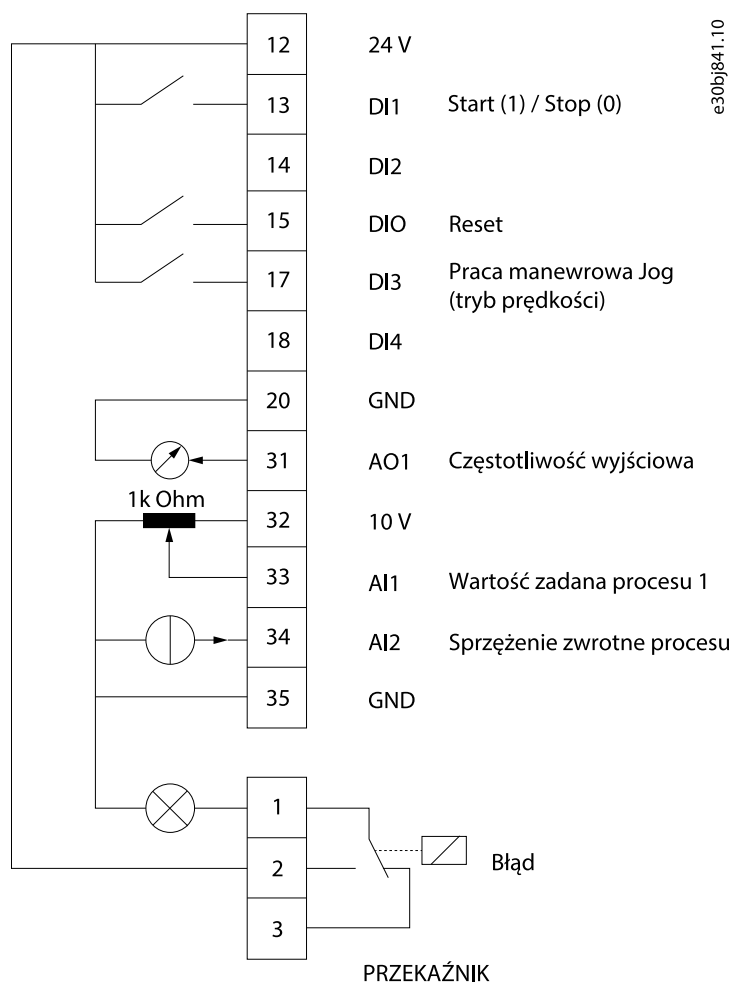 e30bj841.10
12 24 V
13 DI1 Start (1) / Stop (0)
14 DI2
15 DIO Reset
17 DI3 Praca manewrowa Jog
(tryb prędkości)
18 DI4
20 GND
31 AO1 Częstotliwość wyjściowa
1k Ohm
32 10 V
33 AI1 Wartość zadana procesu 1
34 AI2 Sprzężenie zwrotne procesu
35 GND
1
2 Błąd
3
PRZEKAŹNIK